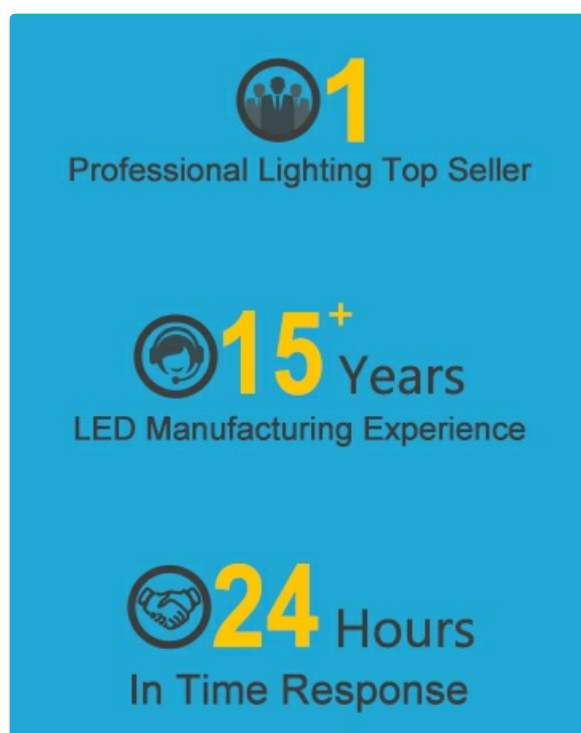 1
Professional Lighting Top Seller
15+ Years
LED Manufacturing Experience
24 Hours
In Time Response